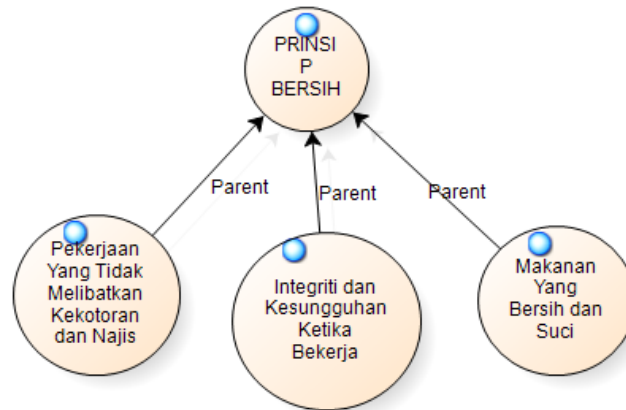 PRINSI
P
BERSIH
Parent
Parent
Parent
Pekerjaan
Yang Tidak
Melibatkan
Kekotoran
dan Najis
Integriti dan
Kesungguhan
Ketika
Bekerja
Makanan
Yang
Bersih dan
Suci